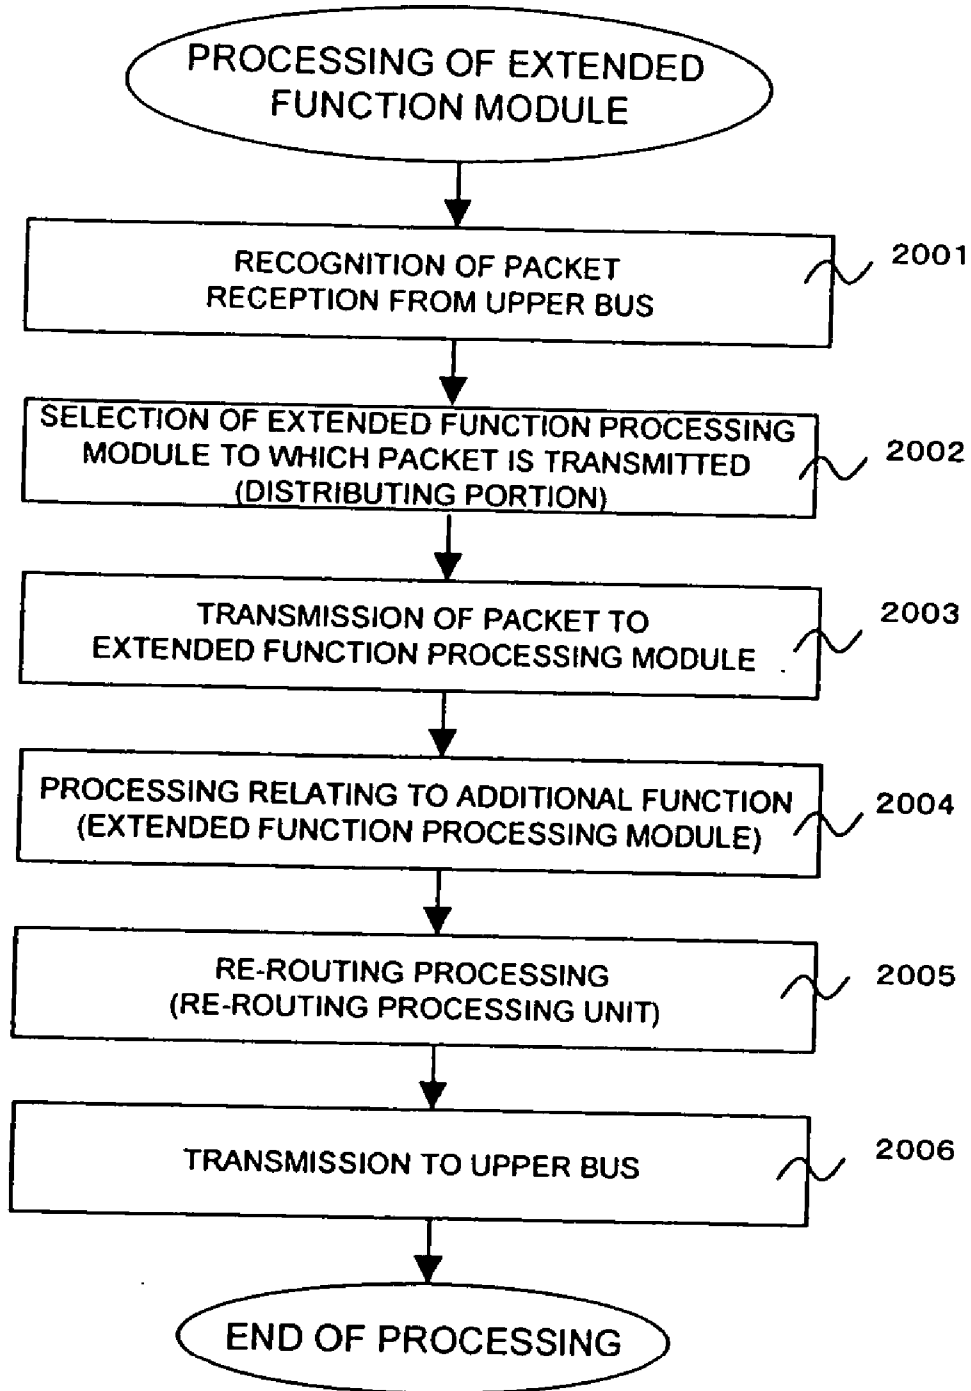 PROCESSING OF EXTENDED
FUNCTION MODULE
RECOGNITION OF PACKET
RECEPTION FROM UPPER BUS
2001
SELECTION OF EXTENDED FUNCTION PROCESSING
MODULE TO WHICH PACKET IS TRANSMITTED
(DISTRIBUTING PORTION)
2002
TRANSMISSION OF PACKET TO
EXTENDED FUNCTION PROCESSING MODULE
2003
PROCESSING RELATING TO ADDITIONAL FUNCTION
(EXTENDED FUNCTION PROCESSING MODULE)
2004
RE-ROUTING PROCESSING
(RE-ROUTING PROCESSING UNIT)
2005
TRANSMISSION TO UPPER BUS
2006
END OF PROCESSING